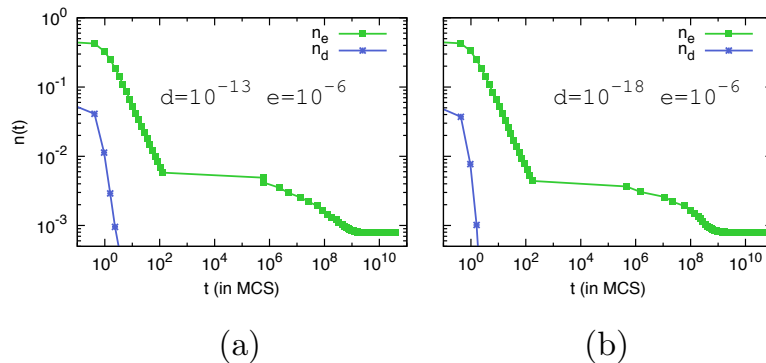 n_e
n_d
d=10^-13 e=10^-6
n(t)
10^0
10^-1
10^-2
10^-3
10^0 10^2 10^4 10^6 10^8 10^10
t (in MCS)
(a)
n_e
n_d
d=10^-18 e=10^-6
10^0 10^2 10^4 10^6 10^8 10^10
t (in MCS)
(b)